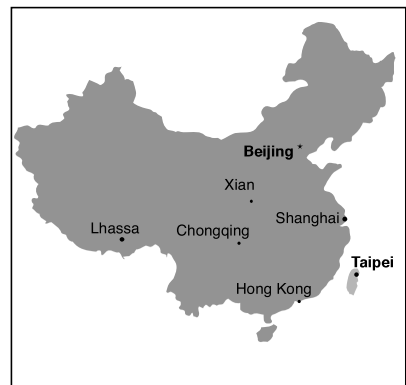 Beijing
Xian
Shanghai
Lhassa
Chongqing
Taipei
Hong Kong